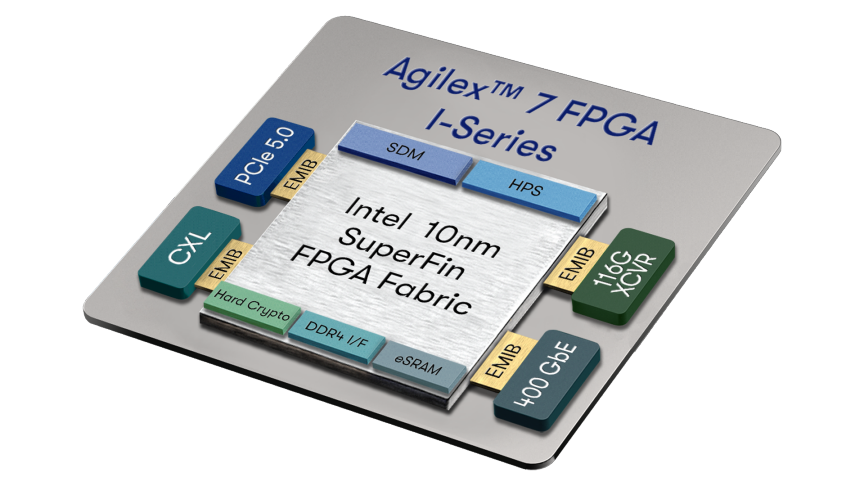 Agilex™ 7 FPGA
I-Series
PCIe 5.0
EMIB
SDM
HPS
CXL
EMIB
Intel 10nm
SuperFin
FPGA Fabric
EMIB
116G
XCVR
Hard Crypto
DDR4 I/F
eSRAM
EMIB
400 GbE